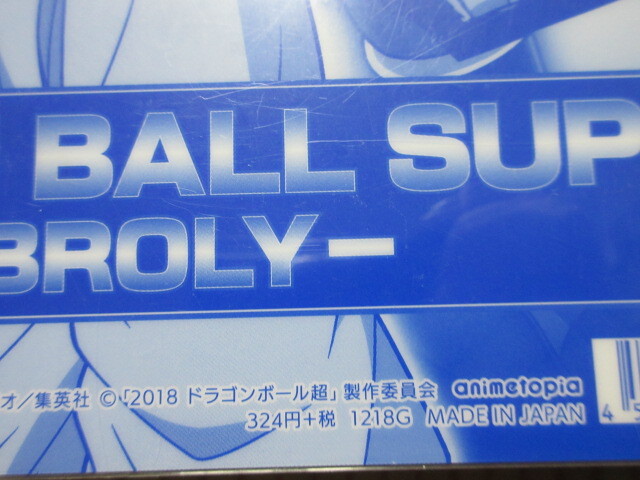 BALL SUP
BROLY－
オ／集英社 ©「2018 ドラゴンボール超」製作委員会 animetopia
324円+税 1218G MADE IN JAPAN
4